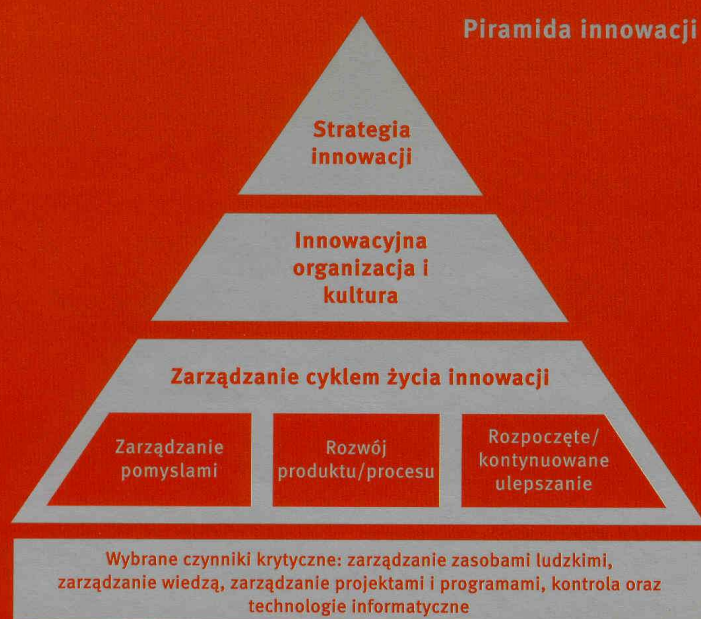 Piramida innowacji
Strategia
innowacji
Innowacyjna
organizacja i
kultura
Zarządzanie cyklem życia innowacji
Zarządzanie
pomysłami
Rozwój
produktu/procesu
Rozpoczęte/
kontynuowane
ulepszanie
Wybrane czynniki krytyczne: zarządzanie zasobami ludzkimi,
zarządzanie wiedzą, zarządzanie projektami i programami, kontrola oraz
technologie informatyczne